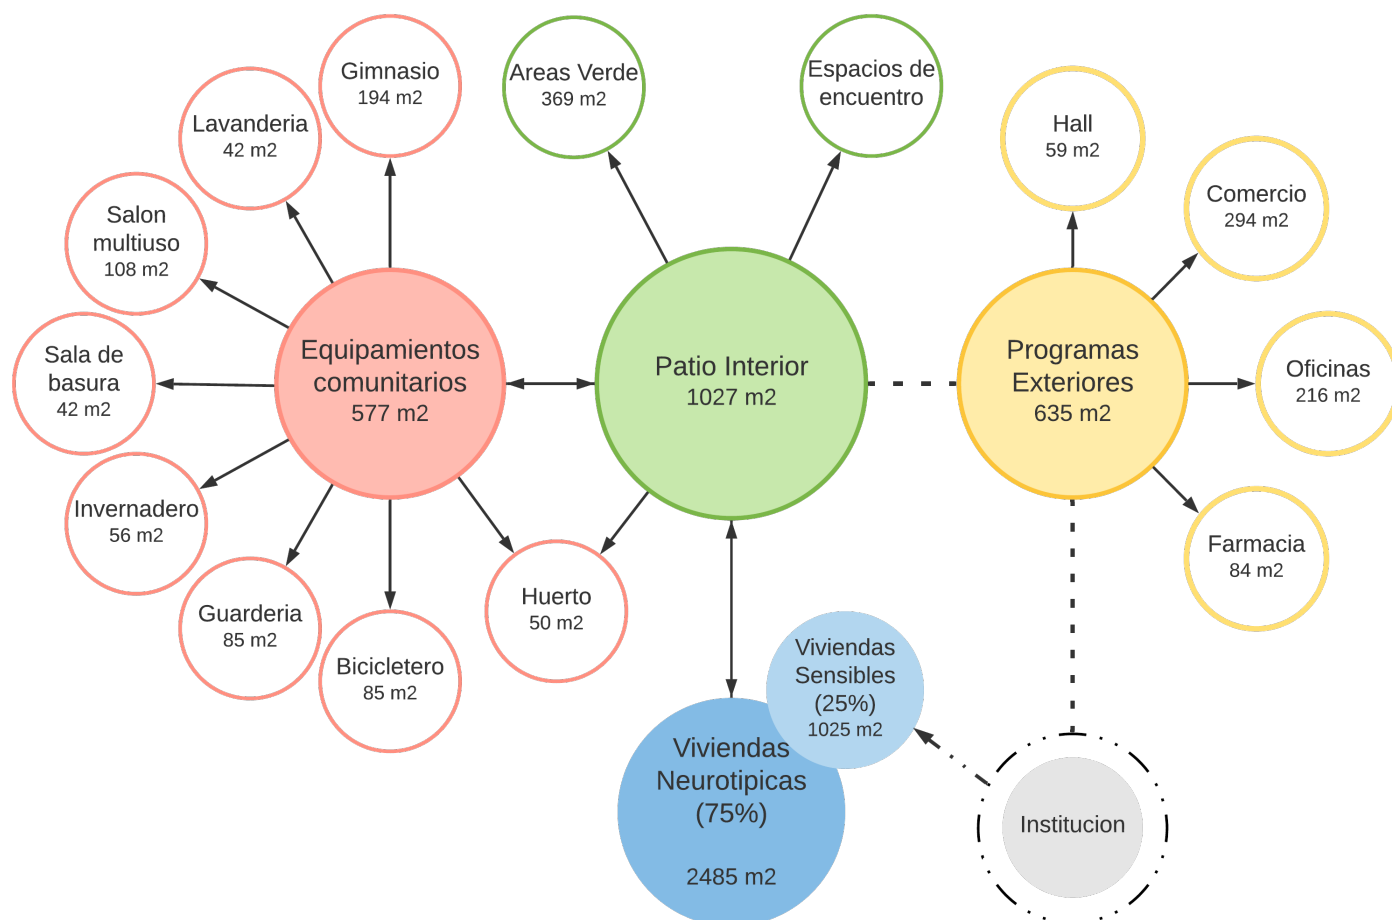 Gimnasio
194 m2
Lavanderia
42 m2
Salon
multiuso
108 m2
Sala de
basura
42 m2
Invernadero
56 m2
Guarderia
85 m2
Bicicletero
85 m2
Huerto
50 m2
Equipamientos
comunitarios
577 m2
Areas Verde
369 m2
Espacios de
encuentro
Patio Interior
1027 m2
Hall
59 m2
Comercio
294 m2
Oficinas
216 m2
Farmacia
84 m2
Programas
Exteriores
635 m2
Viviendas
Sensibles
(25%)
1025 m2
Viviendas
Neurotipicas
(75%)
2485 m2
Institucion